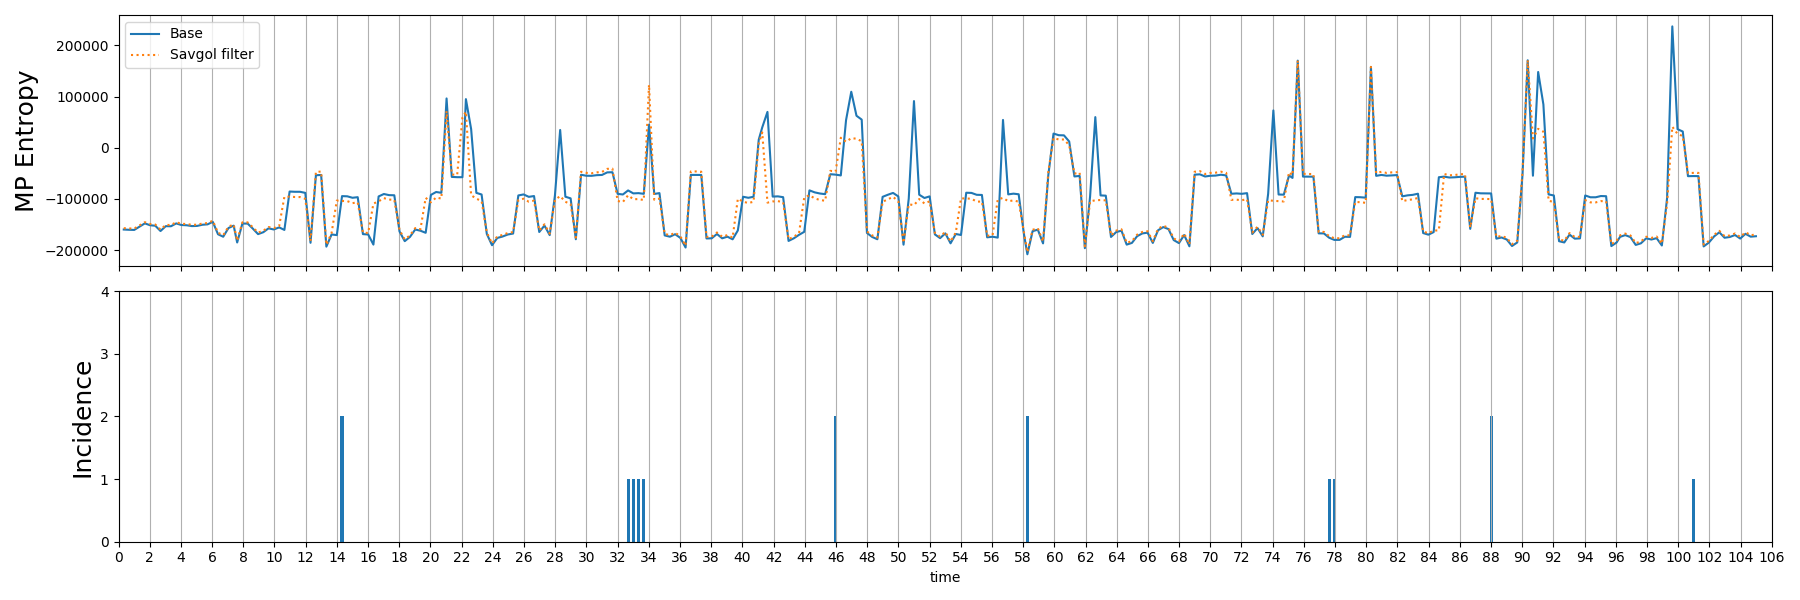 MP Entropy
200000
100000
0
−100000
−200000
Base
Savgol filter
Incidence
4
3
2
1
0
0 2 4 6 8 10 12 14 16 18 20 22 24 26 28 30 32 34 36 38 40 42 44 46 48 50 52 54 56 58 60 62 64 66 68 70 72 74 76 78 80 82 84 86 88 90 92 94 96 98 100 102 104 106
time